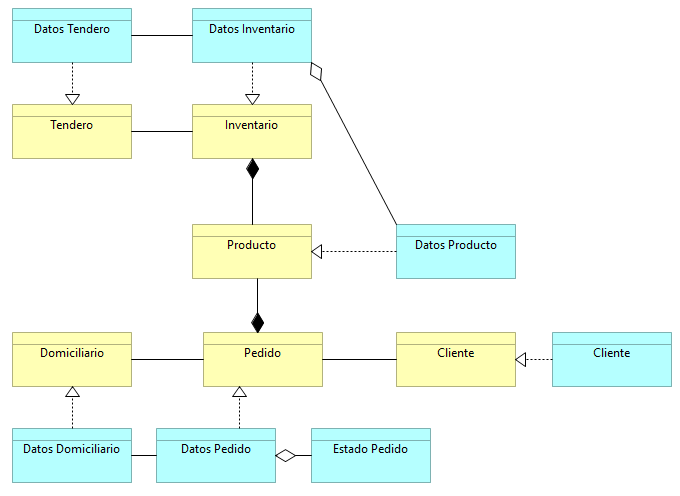 Datos Tendero
Datos Inventario
Tendero
Inventario
Producto
Datos Producto
Domiciliario
Pedido
Cliente
Cliente
Datos Domiciliario
Datos Pedido
Estado Pedido